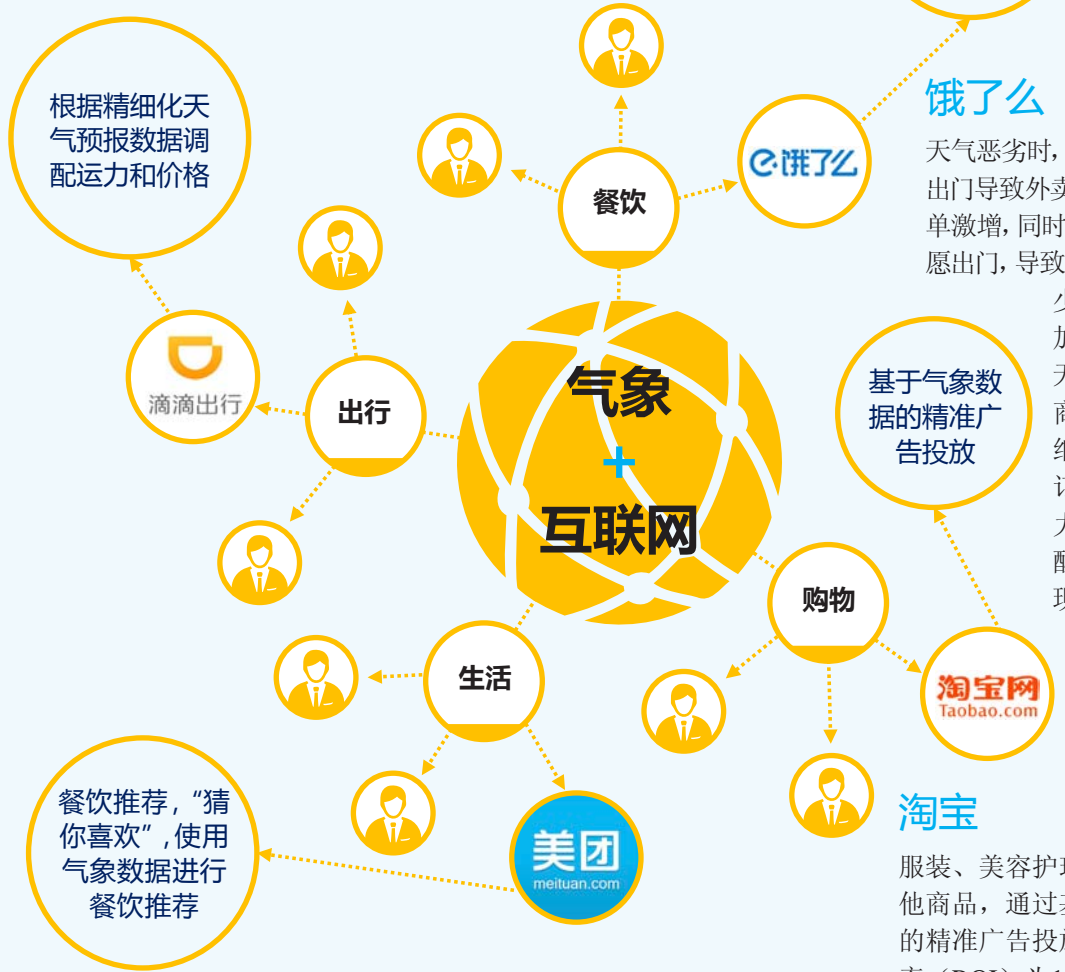 根据精细化天
气预报数据调
配运力和价格
餐饮
e饿了么
饿了么
天气恶劣时,
出门导致外卖
单激增,同时
愿出门,导致
滴滴出行
出行
气象
+
互联网
基于气象数
据的精准广
告投放
购物
淘宝网
Taobao.com
生活
餐饮推荐,“猜
你喜欢”,使用
气象数据进行
餐饮推荐
美团
meituan.com
淘宝
服装、美容护
他商品,通过
的精准广告投